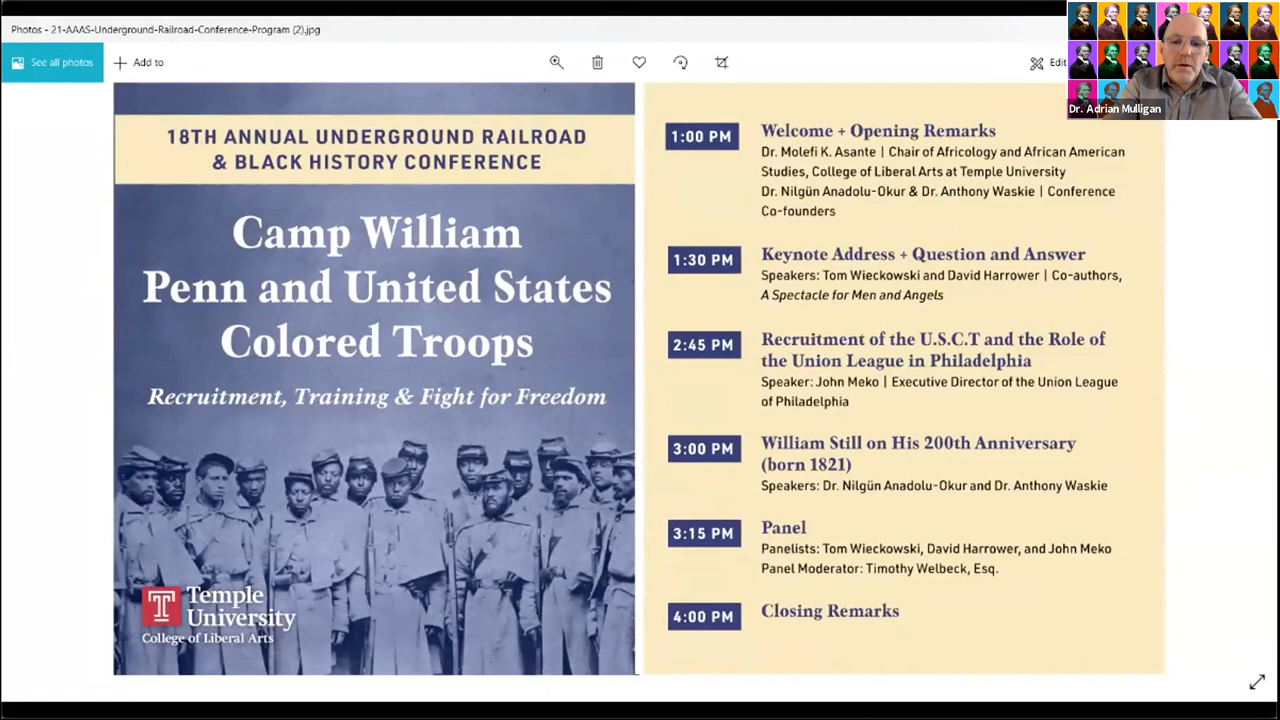 Photos - 21-AAAS-Underground-Railroad-Conference-Program (2).jpg
See all photos
Add to
Edit
Dr. Adrian Mulligan
18TH ANNUAL UNDERGROUND RAILROAD
& BLACK HISTORY CONFERENCE
Camp William
Penn and United States
Colored Troops
Recruitment, Training & Fight for Freedom
Temple
University
College of Liberal Arts
1:00 PM
Welcome + Opening Remarks
Dr. Molefi K. Asante | Chair of Africology and African American
Studies, College of Liberal Arts at Temple University
Dr. Nilgün Anadolu-Okur & Dr. Anthony Waskie | Conference
Co-founders
1:30 PM
Keynote Address + Question and Answer
Speakers: Tom Wieckowski and David Harrower | Co-authors,
A Spectacle for Men and Angels
2:45 PM
Recruitment of the U.S.C.T and the Role of
the Union League in Philadelphia
Speaker: John Meko | Executive Director of the Union League
of Philadelphia
3:00 PM
William Still on His 200th Anniversary
(born 1821)
Speakers: Dr. Nilgün Anadolu-Okur and Dr. Anthony Waskie
3:15 PM
Panel
Panelists: Tom Wieckowski, David Harrower, and John Meko
Panel Moderator: Timothy Welbeck, Esq.
4:00 PM
Closing Remarks